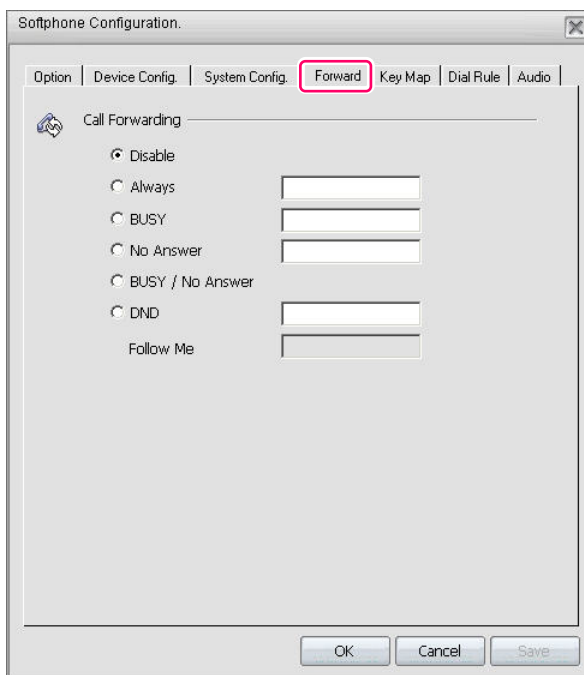 Softphone Configuration.
Option Device Config. System Config. Forward Key Map Dial Rule Audio
Call Forwarding
Disable
Always
BUSY
No Answer
BUSY / No Answer
DND
Follow Me
OK Cancel Save